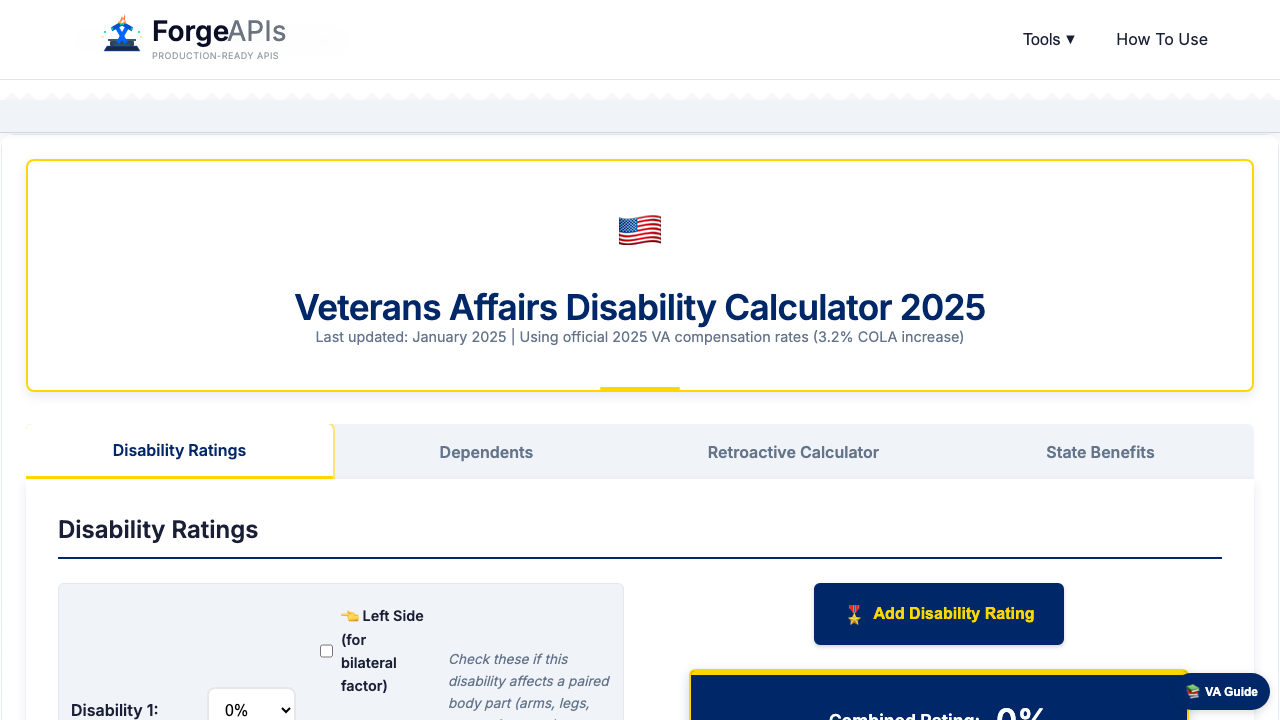 ForgeAPIs
PRODUCTION-READY APIS
Tools ▼
How To Use
Veterans Affairs Disability Calculator 2025
Last updated: January 2025 | Using official 2025 VA compensation rates (3.2% COLA increase)
Disability Ratings
Dependents
Retroactive Calculator
State Benefits
Disability Ratings
Disability 1:
0%
👈 Left Side
(for
bilateral
factor)
Check these if this
disability affects a paired
body part (arms, legs,
🎖️ Add Disability Rating
Combined Rating: 0%
📚 VA Guide